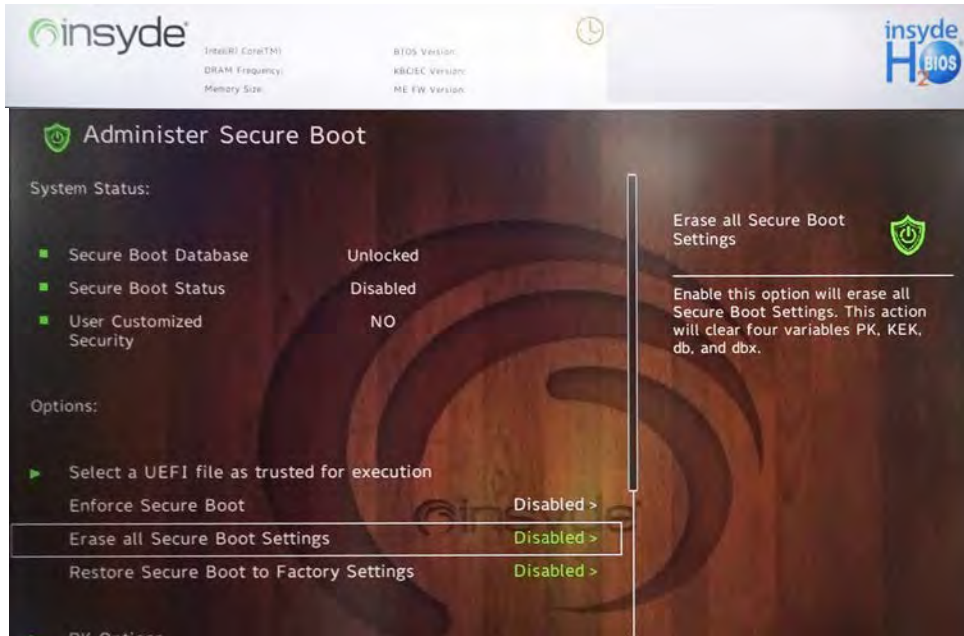 insyde
insyde
H2O BIOS
Intel(R) Core(TM)
BIOS Version:
DRAM Frequency:
KBC/EC Version:
Memory Size:
ME FW Version:
Administer Secure Boot
System Status:
Secure Boot Database Unlocked
Secure Boot Status Disabled
User Customized NO
Security
Options:
Select a UEFI file as trusted for execution
Enforce Secure Boot Disabled >
Erase all Secure Boot Settings Disabled >
Restore Secure Boot to Factory Settings Disabled >
PK Options
Erase all Secure Boot
Settings
Enable this option will erase all
Secure Boot Settings. This action
will clear four variables PK, KEK,
db, and dbx.
insyde